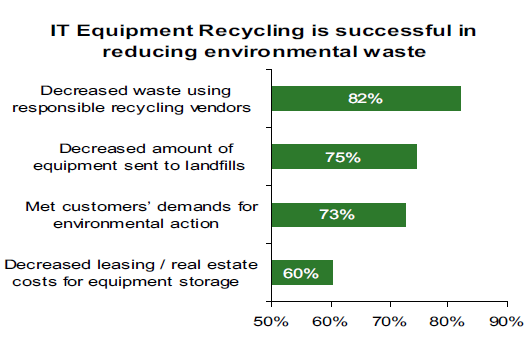 IT Equipment Recycling is successful in
reducing environmental waste
Decreased waste using
responsible recycling vendors
82%
Decreased amount of
equipment sent to landfills
75%
Met customers' demands for
environmental action
73%
Decreased leasing / real estate
costs for equipment storage
60%
50% 60% 70% 80% 90%